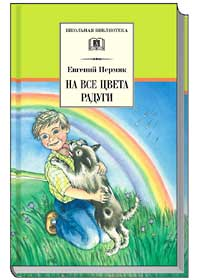 ШКОЛЬНАЯ БИБЛИОТЕКА
Евгений Пермяк
НА ВСЕ ЦВЕТА
РАДУГИ